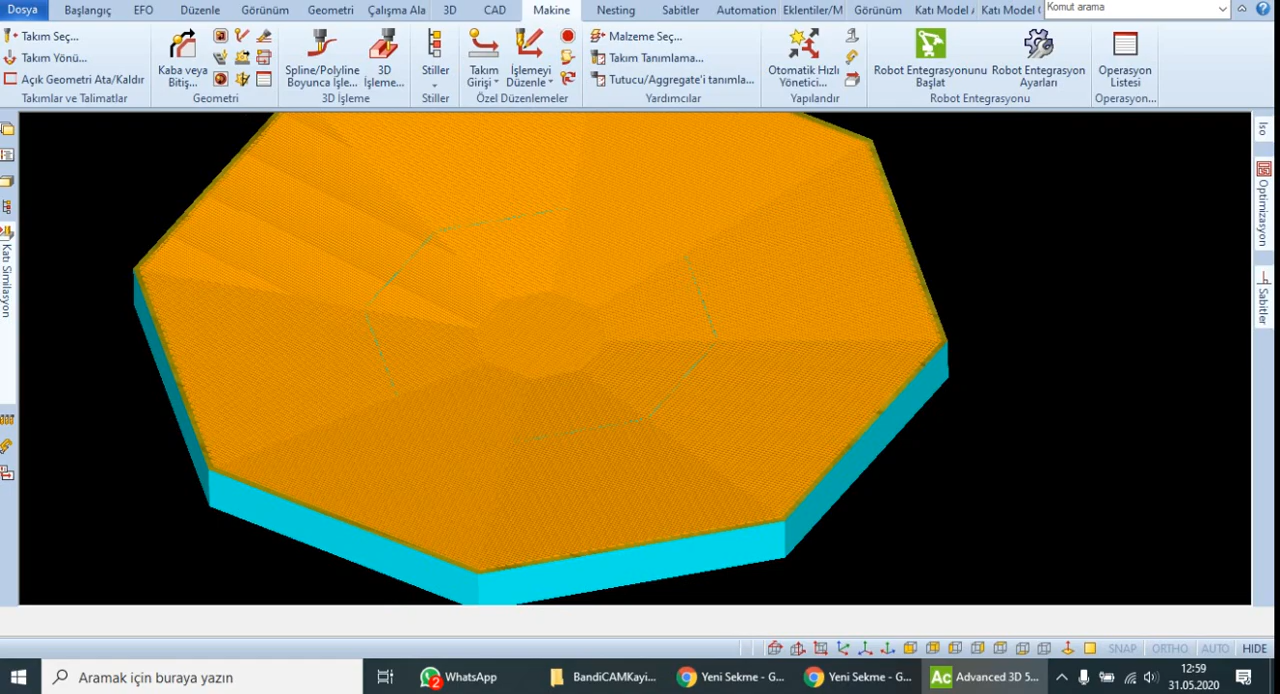 Dosya Başlangıç EFO Düzenle Görünüm Geometri Çalışma Ala 3D CAD Makine Nesting Sabitler Automation Eklentiler/M Görünüm Katı Model / Katı Model ( Komut arama
Takım Seç...
Takım Yönü...
Açık Geometri Ata/Kaldır
Takımlar ve Talimatlar
Kaba veya
Bitiş...
Geometri
Spline/Polyline
Boyunca İşle...
3D
İşleme...
3D İşleme
Stiller
Stiller
Takım
Girişi
İşlemeyi
Düzenle
Özel Düzenlemeler
Malzeme Seç...
Takım Tanımlama...
Tutucu/Aggregate'i tanımla...
Yardımcılar
Otomatik Hızlı
Yönetici...
Yapılandır
Robot Entegrasyonunu
Başlat
Robot Entegrasyon
Ayarları
Robot Entegrasyonu
Operasyon
Listesi
Operasyon...
Katı Similasyon
Iso
Optimizasyon
Sabitler
SNAP ORTHO AUTO HIDE
Aramak için buraya yazın
2
WhatsApp
BandiCAMKayi...
Yeni Sekme - G...
Yeni Sekme - G...
Ac
Advanced 3D 5...
12:59
31.05.2020